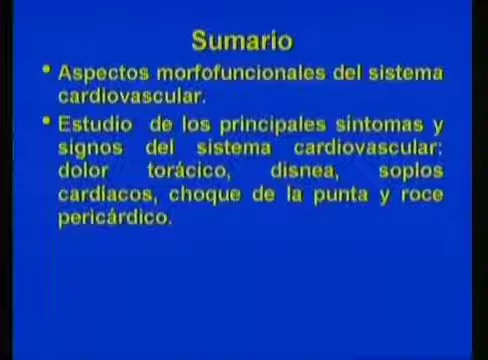 Sumario
• Aspectos morfofuncionales del sistema
cardiovascular.
• Estudio de los principales síntomas y
signos del sistema cardiovascular:
dolor torácico, disnea, soplos
cardíacos, choque de la punta y roce
pericárdico.